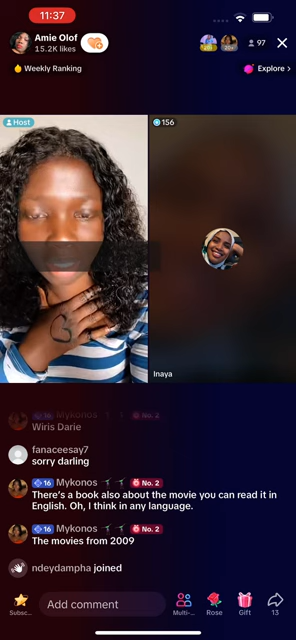 11:37
Amie Olof
15.2K likes
97
Weekly Ranking
Explore >
Host
156
Inaya
16 Mykonos No. 2
Wiris Darie
fanaceesay7
sorry darling
16 Mykonos No. 2
There's a book also about the movie you can read it in
English. Oh, I think in any language.
16 Mykonos No. 2
The movies from 2009
ndeydampha joined
Subsc...
Add comment
Multi-...
Rose
Gift
13